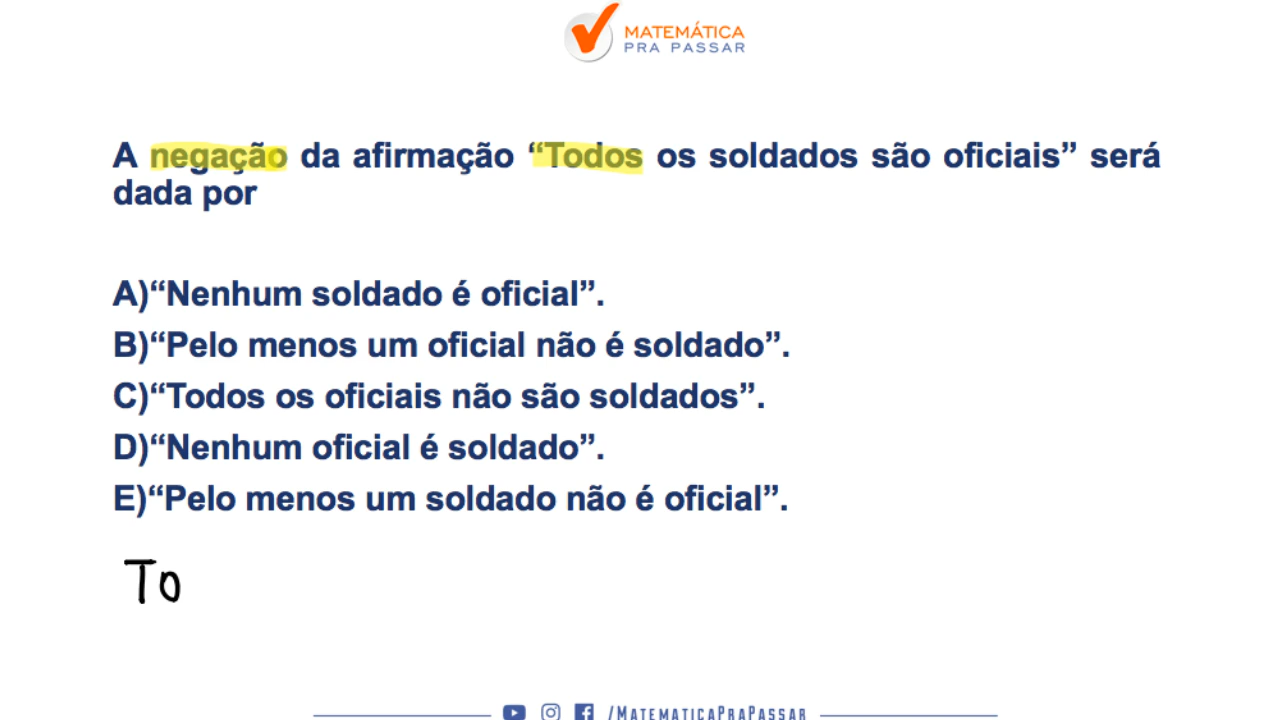 MATEMÁTICA
PRA PASSAR
A negação da afirmação “Todos os soldados são oficiais” será
dada por
A)“Nenhum soldado é oficial”.
B)“Pelo menos um oficial não é soldado”.
C)“Todos os oficiais não são soldados”.
D)“Nenhum oficial é soldado”.
E)“Pelo menos um soldado não é oficial”.
To
/MATEMATICAPRAPASSAR